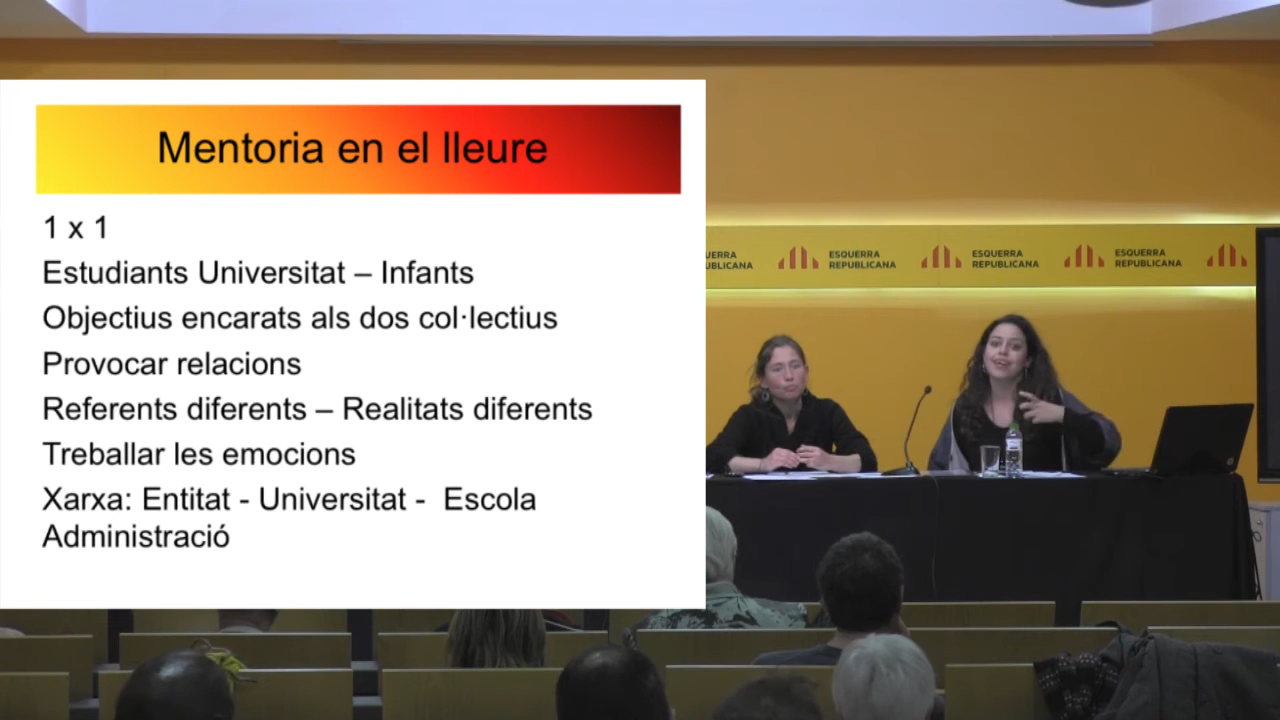 Mentoria en el lleure
1 x 1
Estudiants Universitat – Infants
Objectius encarats als dos col·lectius
Provocar relacions
Referents diferents – Realitats diferents
Treballar les emocions
Xarxa: Entitat - Universitat -  Escola
Administració
ESQUERRA
REPUBLICANA
ESQUERRA
REPUBLICANA
ESQUERRA
REPUBLICANA